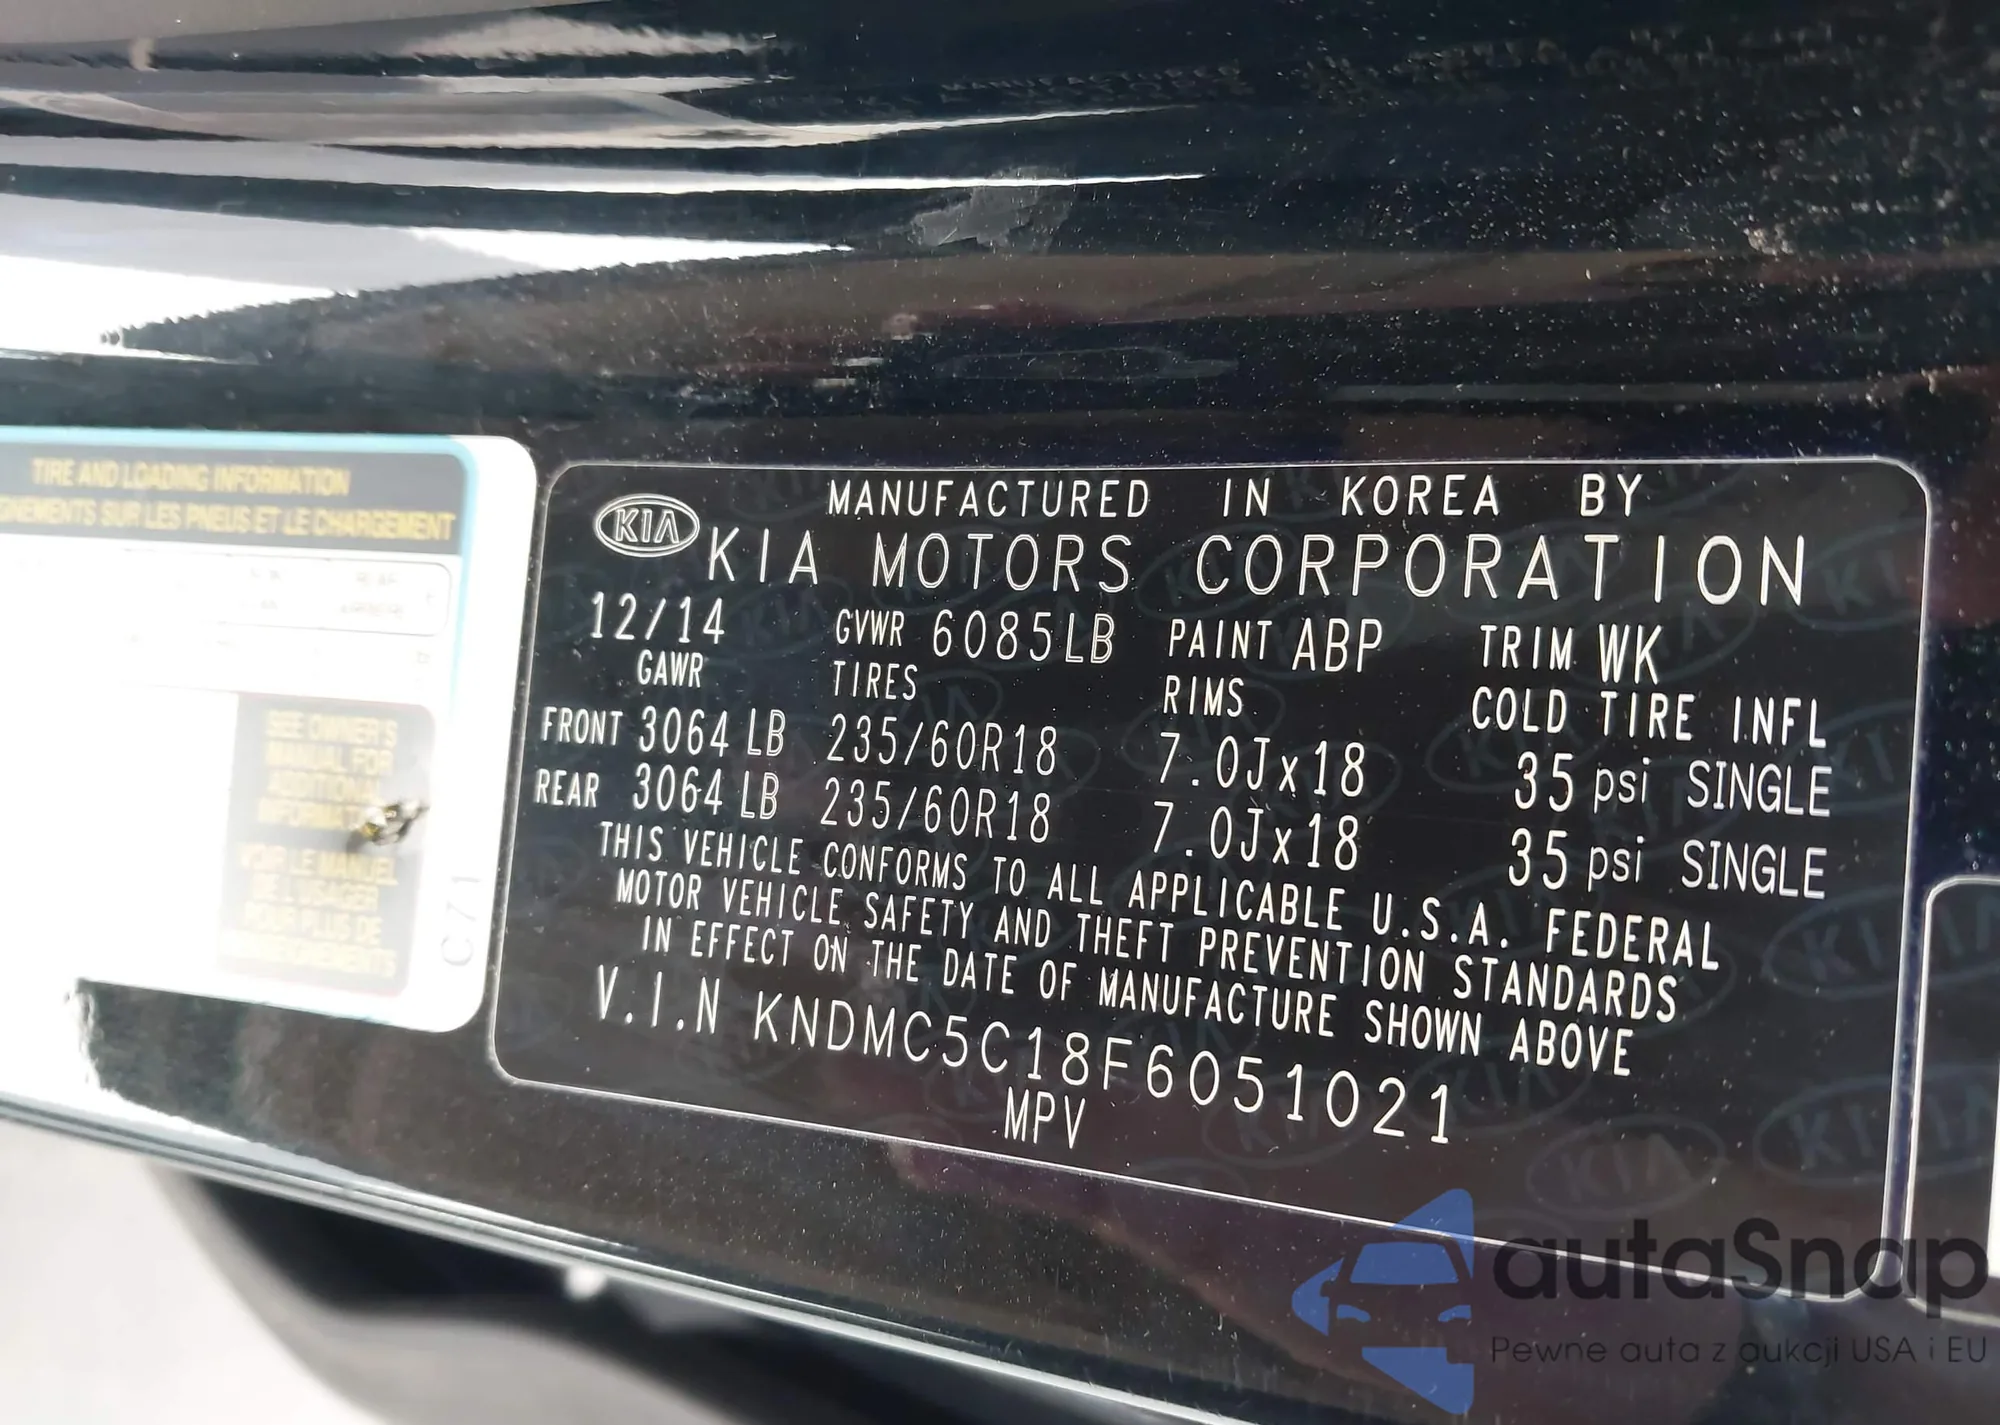 TIRE AND LOADING INFORMATION
GNEMENTS SUR LES PNEUS ET LE CHARGEMENT
REAR
SEE OWNER'S
MANUAL FOR
ADDITIONAL
VOIR LE MANUEL
DE L'USAGER
POUR PLUS DE
C71
KIA
MANUFACTURED IN KOREA BY
KIA MOTORS CORPORATION
12/14 GVWR 6085LB PAINT ABP TRIM WK
GAWR TIRES RIMS COLD TIRE INFL
FRONT 3064 LB 235/60R18 7.0Jx18 35 psi SINGLE
REAR 3064 LB 235/60R18 7.0Jx18 35 psi SINGLE
THIS VEHICLE CONFORMS TO ALL APPLICABLE U.S.A. FEDERAL
MOTOR VEHICLE SAFETY AND THEFT PREVENTION STANDARDS
IN EFFECT ON THE DATE OF MANUFACTURE SHOWN ABOVE
V.I.N KNDMC5C18F6051021
MPV
autaSnap
Pewne auta z aukcji USA i EU